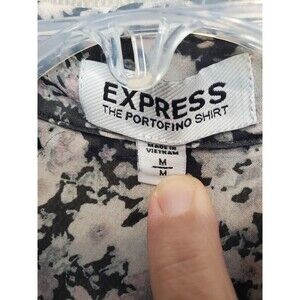 EXPRESS
THE PORTOFINO SHIRT
MADE IN
VIETNAM
M
M